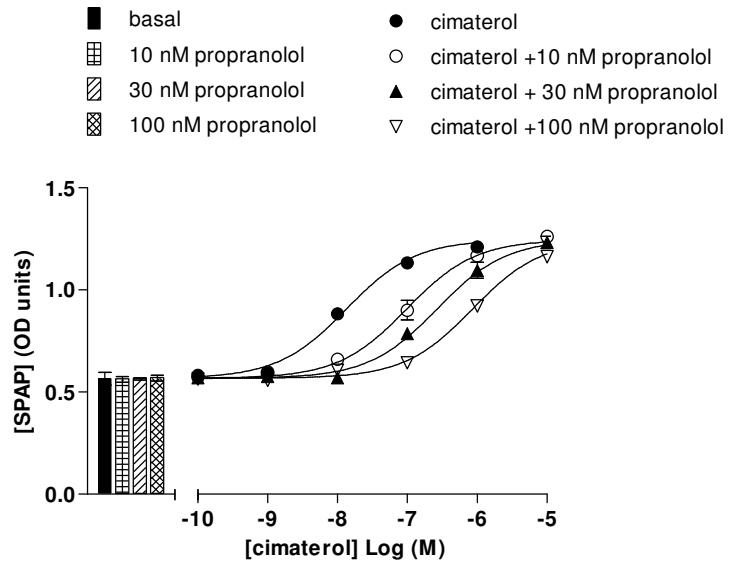 basal
10 nM propranolol
30 nM propranolol
100 nM propranolol
cimaterol
cimaterol +10 nM propranolol
cimaterol + 30 nM propranolol
cimaterol +100 nM propranolol
[SPAP] (OD units)
1.5
1.0
0.5
0.0
-10 -9 -8 -7 -6 -5
[cimaterol] Log (M)